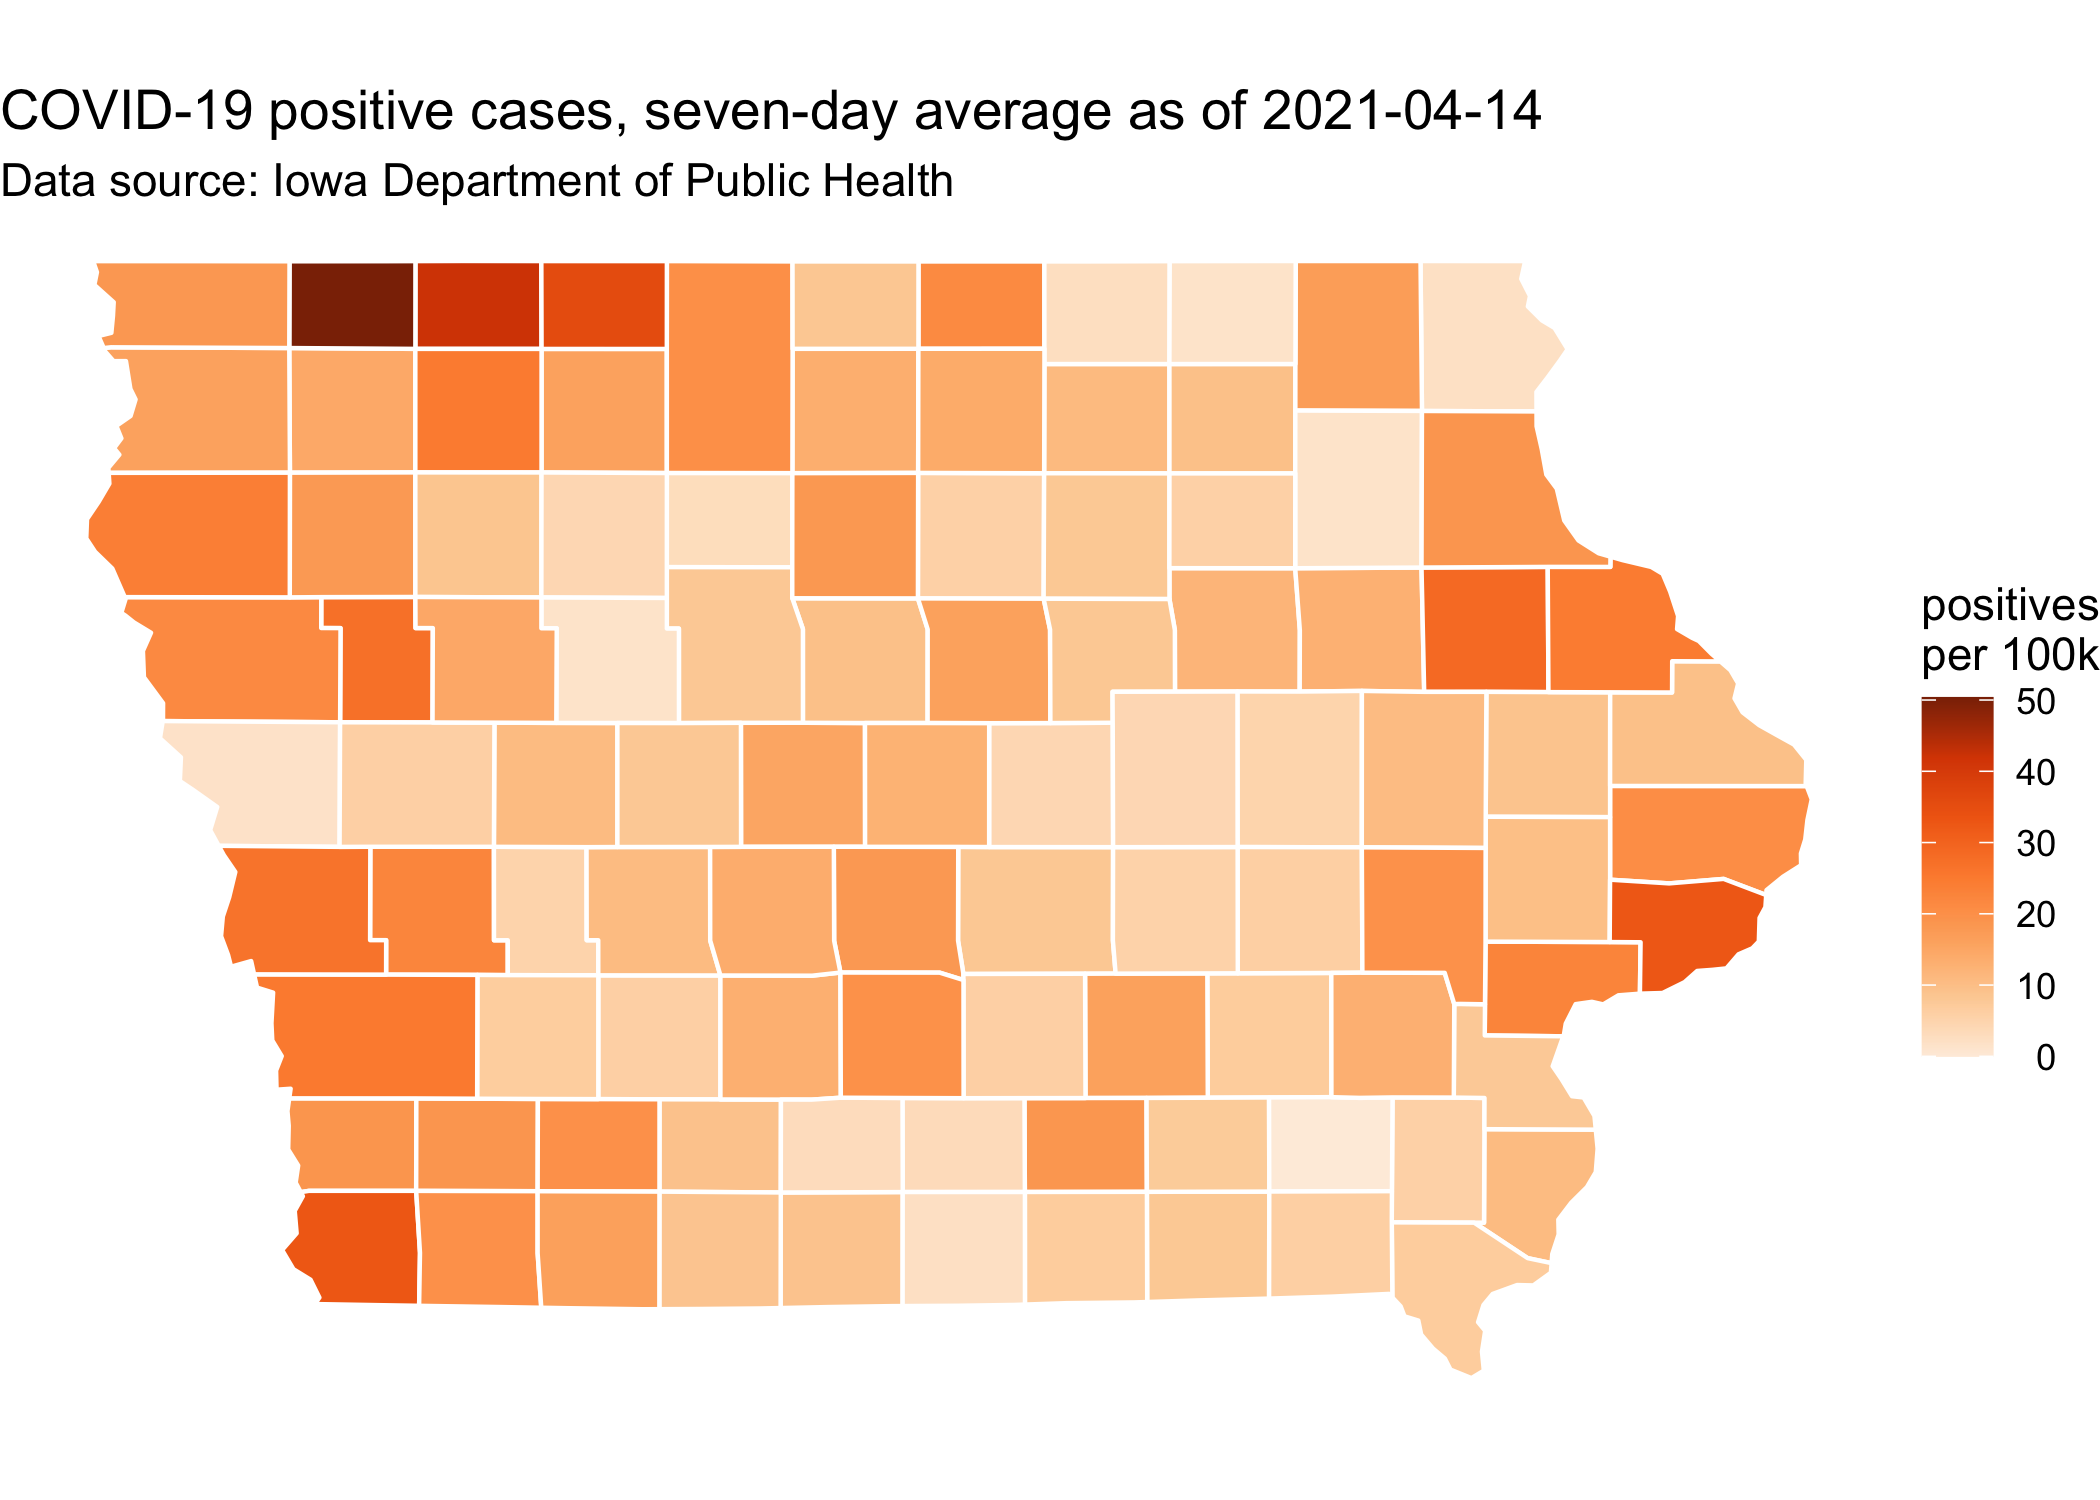 COVID-19 positive cases, seven-day average as of 2021-04-14
Data source: Iowa Department of Public Health
positives
per 100k
50
40
30
20
10
0